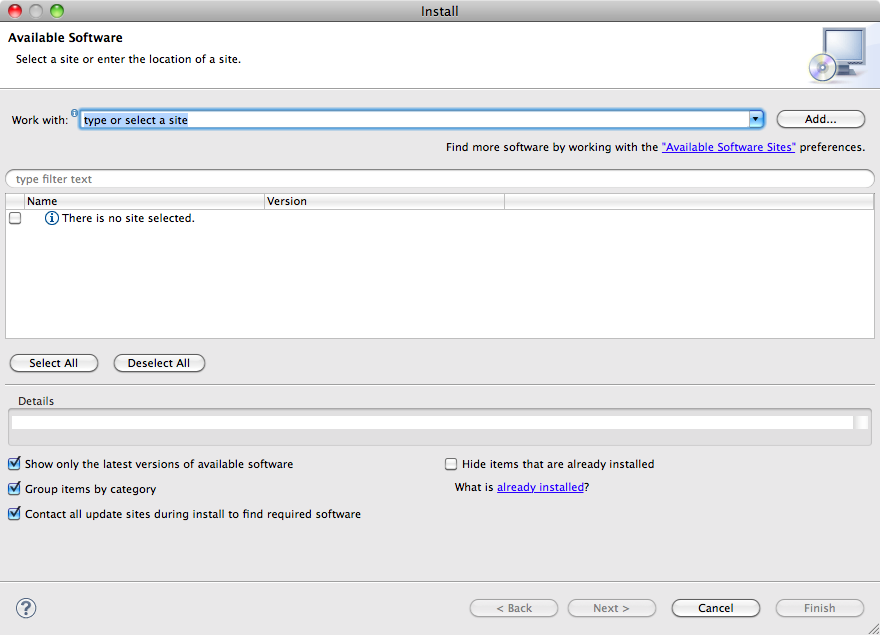 Install
Available Software
Select a site or enter the location of a site.
Work with: type or select a site Add...
Find more software by working with the "Available Software Sites" preferences.
type filter text
Name Version
There is no site selected.
Select All Deselect All
Details
Show only the latest versions of available software Hide items that are already installed
Group items by category What is already installed?
Contact all update sites during install to find required software
? < Back Next > Cancel Finish